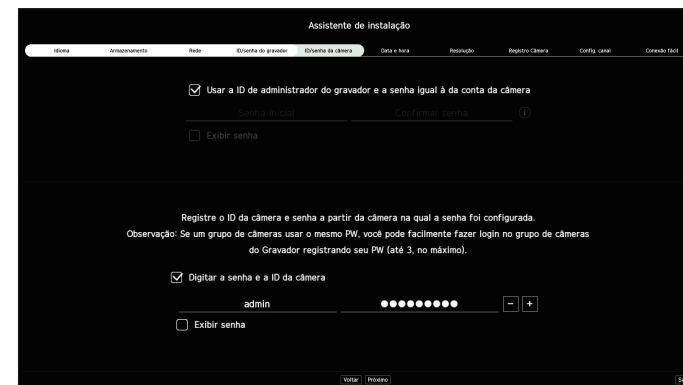 Assistente de instalação
Idioma Armazenamento Rede ID/senha do gravador ID/senha da câmera Data e hora Resolução Registro Câmera Config. canal Conexão fácil
Usar a ID de administrador do gravador e a senha igual à da conta da câmera
Senha inicial Confirmar senha
Exibir senha
Registre o ID da câmera e senha a partir da câmera na qual a senha foi configurada.
Observação: Se um grupo de câmeras usar o mesmo PW, você pode facilmente fazer login no grupo de câmeras
do Gravador registrando seu PW (até 3, no máximo).
Digitar a senha e a ID da câmera
admin
Exibir senha
Voltar Próximo